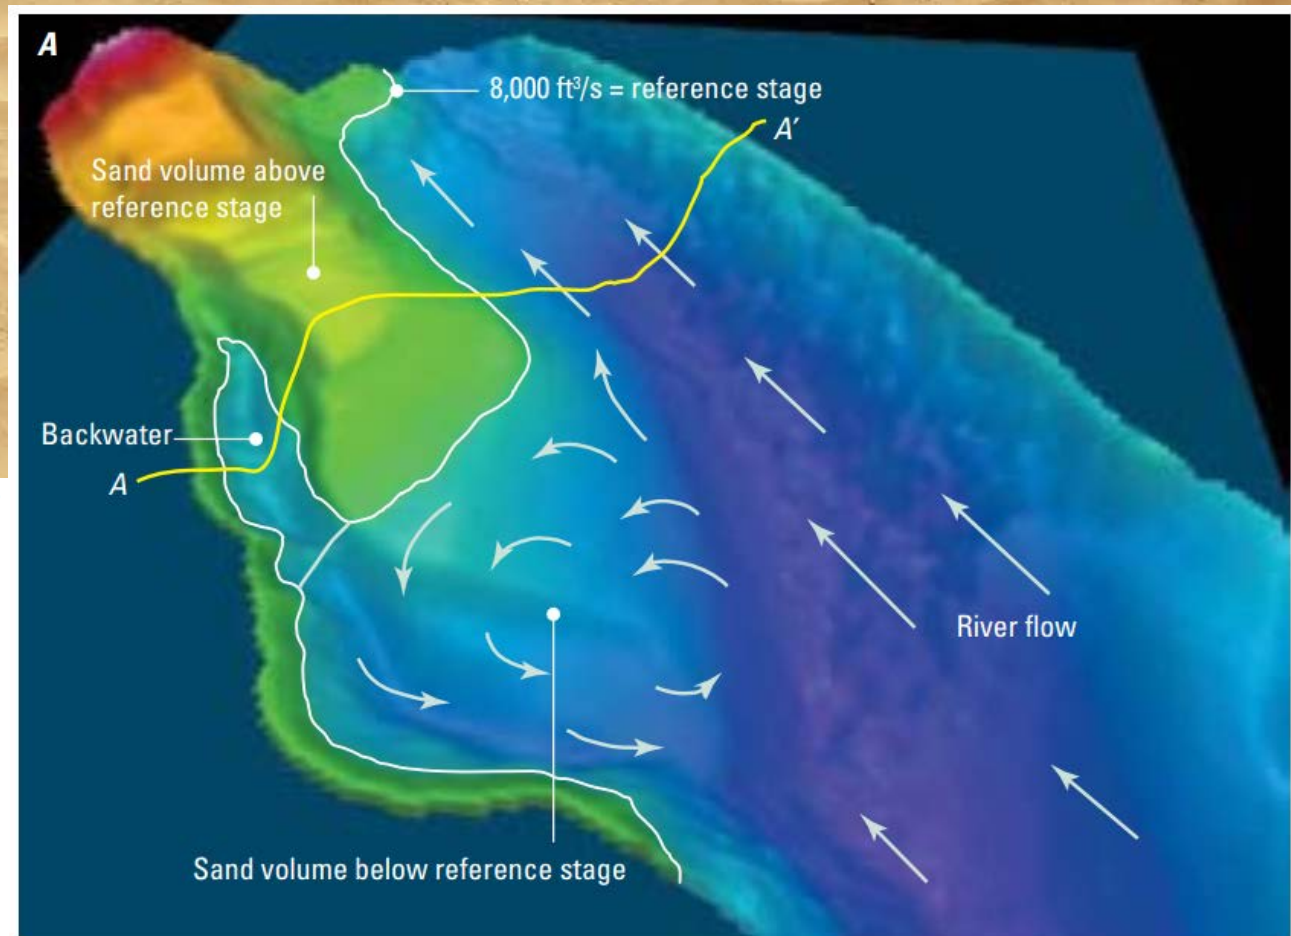 A
8,000 ft³/s = reference stage
A′
Sand volume above
reference stage
Backwater
A
River flow
Sand volume below reference stage